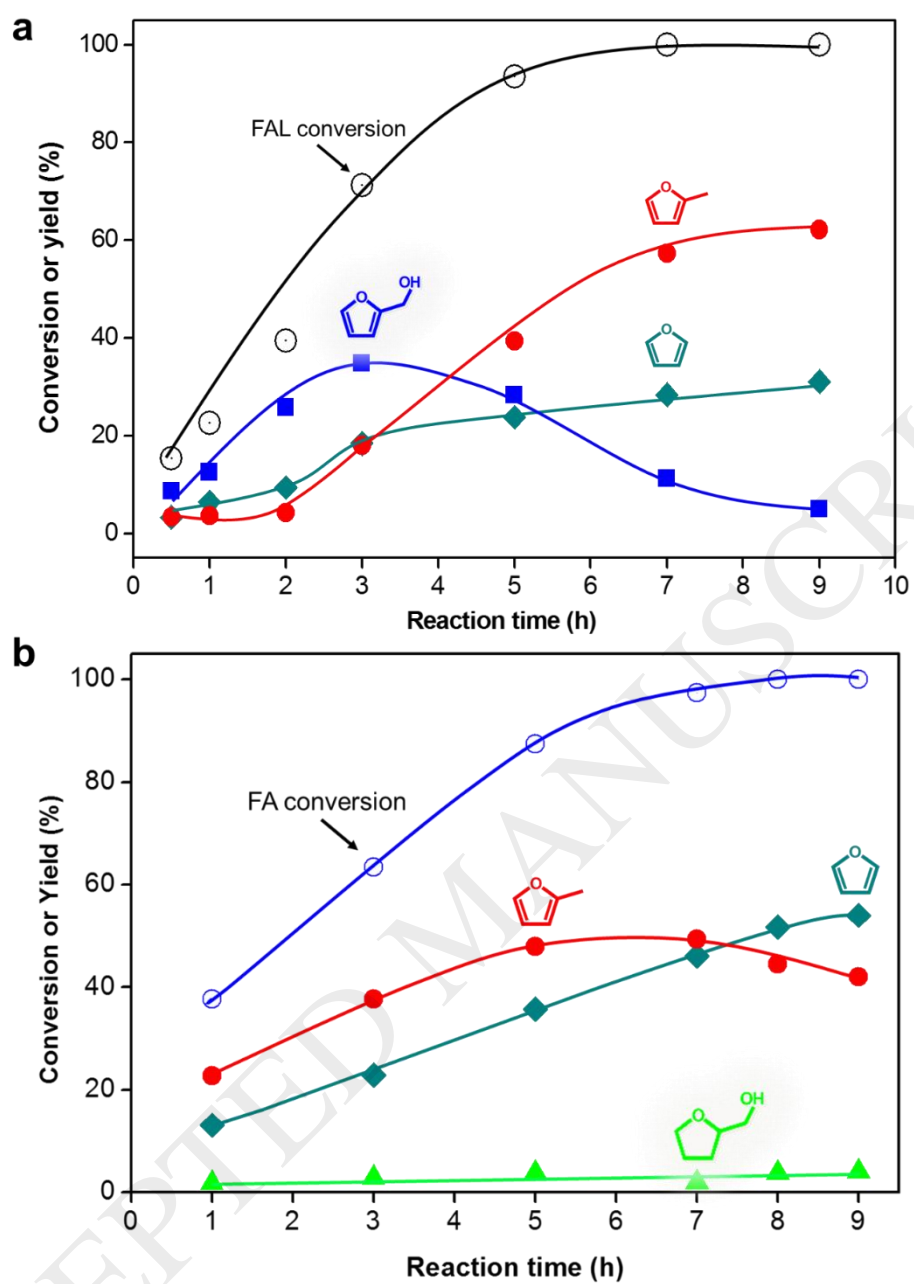 a
100
80
60
40
20
0
Conversion or yield (%)
FAL conversion
O
OH
O
O
0 1 2 3 4 5 6 7 8 9 10
Reaction time (h)
b
100
80
60
40
20
0
Conversion or Yield (%)
FA conversion
O
O
O
OH
0 1 2 3 4 5 6 7 8 9
Reaction time (h)
EPTED MANUSCRI